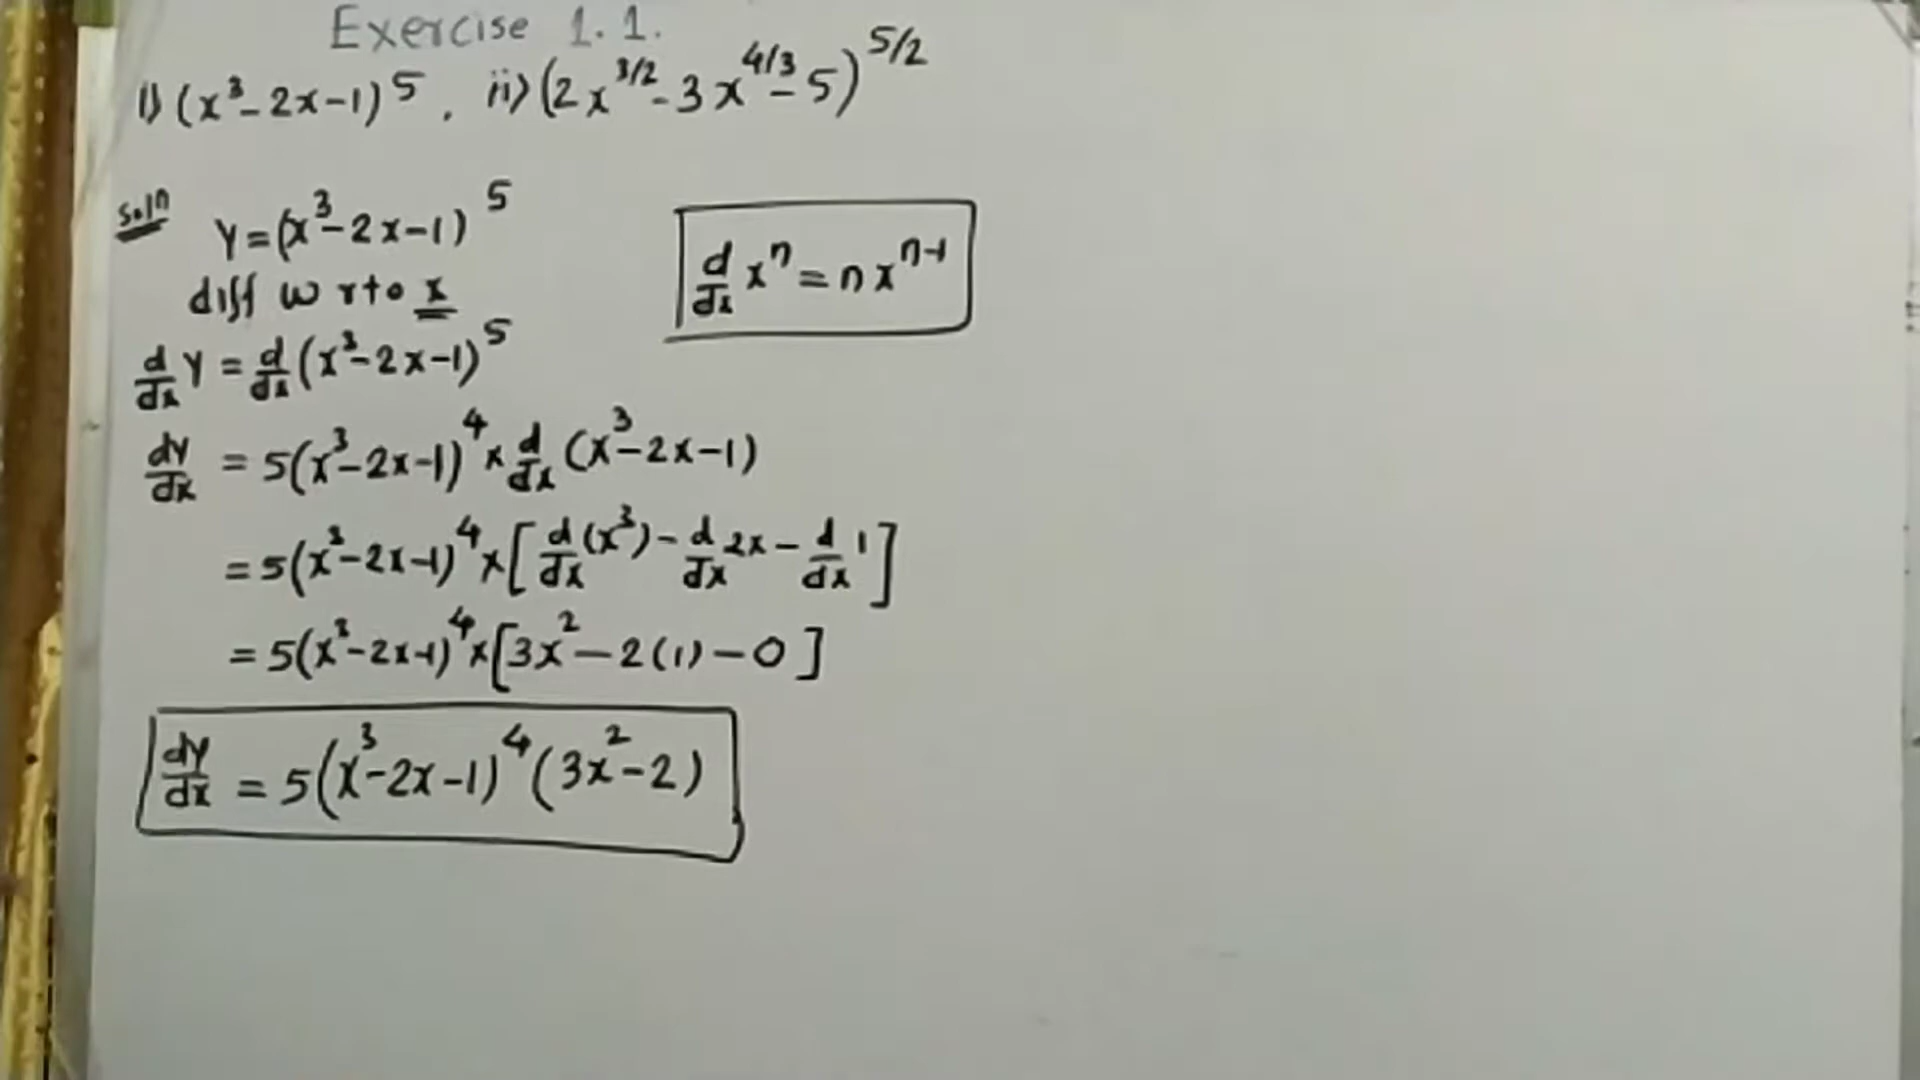 Exercise 1.1.
i) (x³-2x-1)⁵, ii) (2x^{3/2}-3x^{4/3}-5)^{5/2}
Soln
y=(x³-2x-1)⁵
diff w r to x
d/dx y = d/dx (x³-2x-1)⁵
d/dx xⁿ = n xⁿ⁻¹
dy/dx = 5(x³-2x-1)⁴ × d/dx (x³-2x-1)
= 5(x³-2x-1)⁴ × [d/dx (x³) - d/dx 2x - d/dx 1]
= 5(x³-2x-1)⁴ × [3x² - 2(1) - 0]
dy/dx = 5(x³-2x-1)⁴(3x²-2)